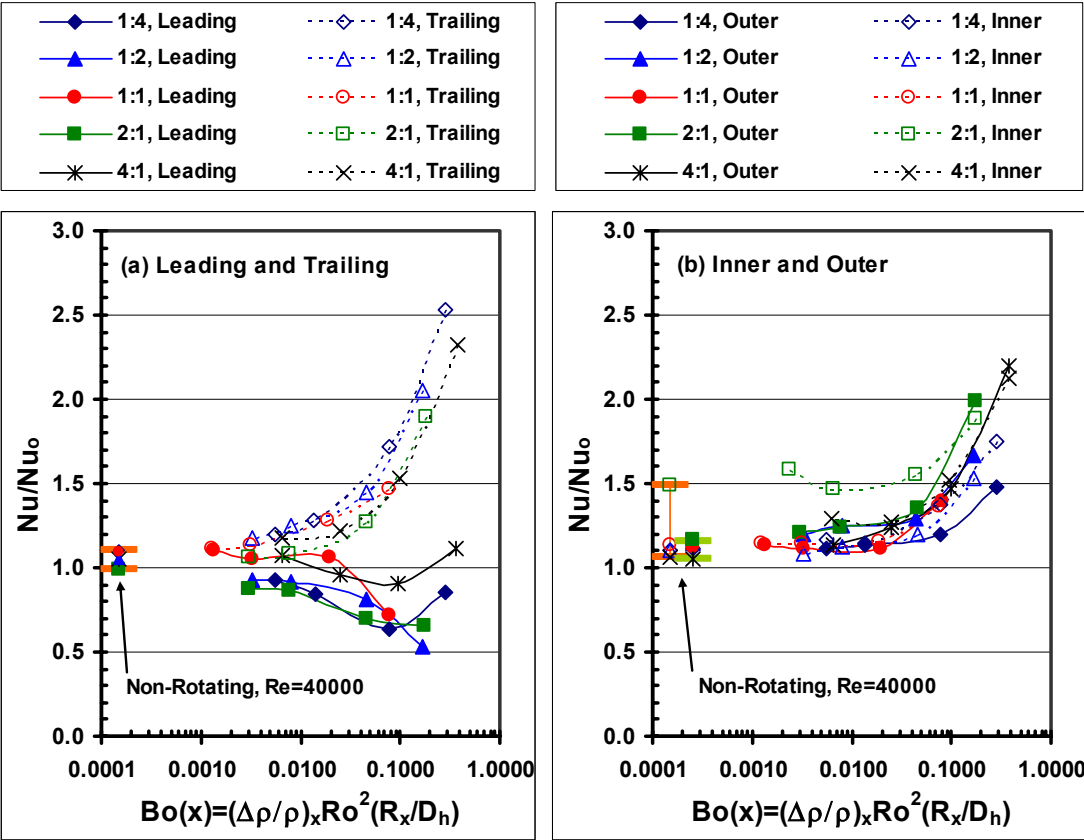 1:4, Leading 1:4, Trailing
1:2, Leading 1:2, Trailing
1:1, Leading 1:1, Trailing
2:1, Leading 2:1, Trailing
4:1, Leading 4:1, Trailing
1:4, Outer 1:4, Inner
1:2, Outer 1:2, Inner
1:1, Outer 1:1, Inner
2:1, Outer 2:1, Inner
4:1, Outer 4:1, Inner
(a) Leading and Trailing
3.0
2.5
2.0
1.5
1.0
0.5
0.0
Nu/Nuₒ
Non-Rotating, Re=40000
0.0001 0.0010 0.0100 0.1000 1.0000
Bo(x)=(Δρ/ρ)ₓRo²(Rₓ/Dₕ)
(b) Inner and Outer
3.0
2.5
2.0
1.5
1.0
0.5
0.0
Nu/Nuₒ
Non-Rotating, Re=40000
0.0001 0.0010 0.0100 0.1000 1.0000
Bo(x)=(Δρ/ρ)ₓRo²(Rₓ/Dₕ)